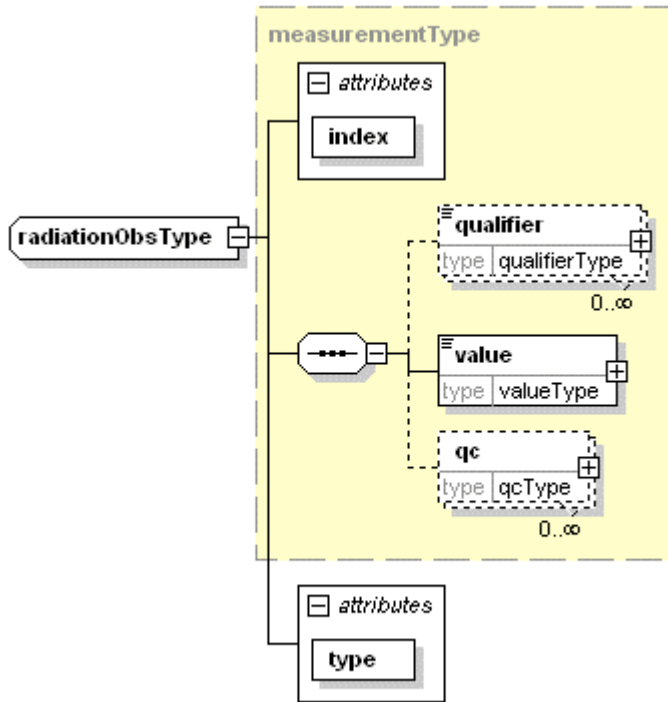 measurementType
attributes
index
radiationObsType
qualifier
type qualifierType
0..∞
value
type valueType
qc
type qcType
0..∞
attributes
type